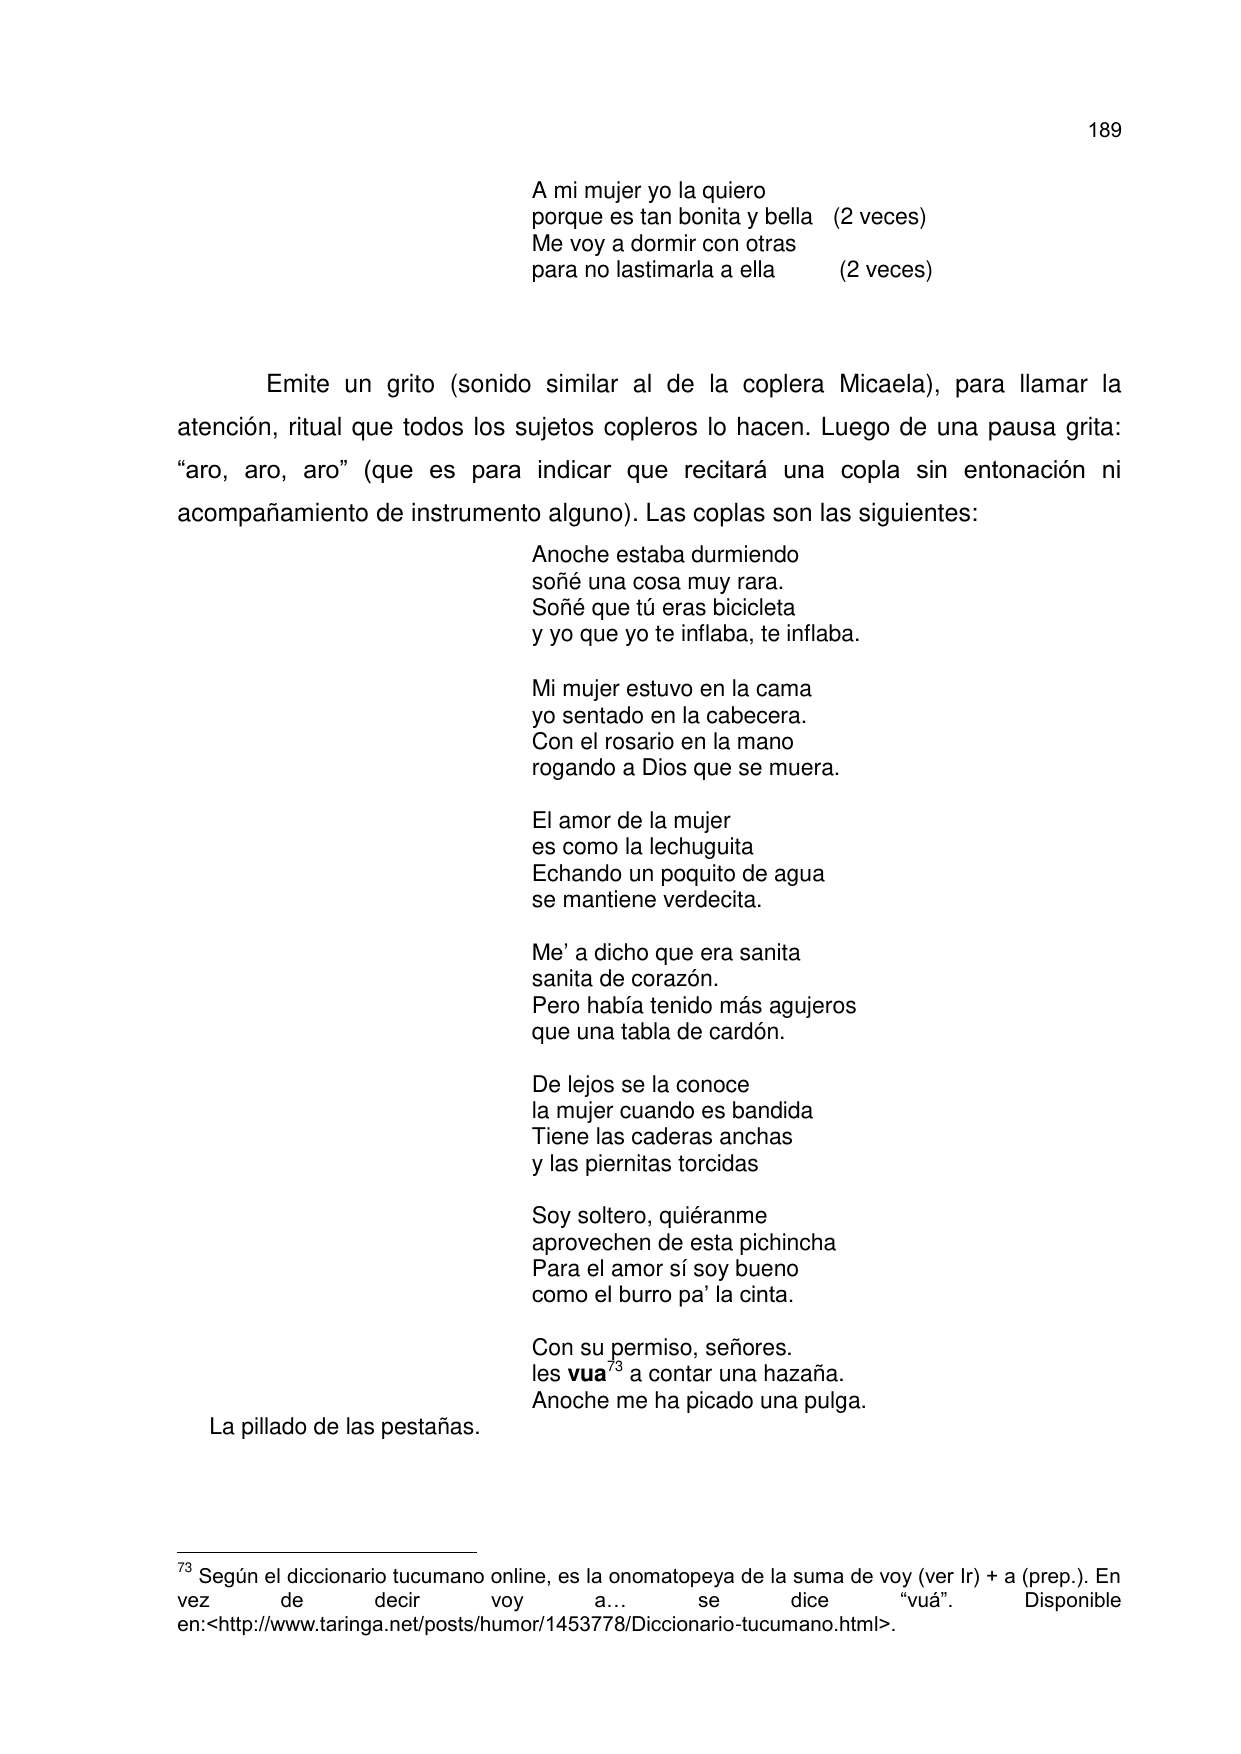 189
A mi mujer yo la quiero
porque es tan bonita y bella (2 veces)
Me voy a dormir con otras
para no lastimarla a ella (2 veces)
Emite un grito (sonido similar al de la coplera Micaela), para llamar la
atención, ritual que todos los sujetos copleros lo hacen. Luego de una pausa grita:
“aro, aro, aro” (que es para indicar que recitará una copla sin entonación ni
acompañamiento de instrumento alguno). Las coplas son las siguientes:
Anoche estaba durmiendo
soñé una cosa muy rara.
Soñé que tú eras bicicleta
y yo que yo te inflaba, te inflaba.
Mi mujer estuvo en la cama
yo sentado en la cabecera.
Con el rosario en la mano
rogando a Dios que se muera.
El amor de la mujer
es como la lechuguita
Echando un poquito de agua
se mantiene verdecita.
Me’ a dicho que era sanita
sanita de corazón.
Pero había tenido más agujeros
que una tabla de cardón.
De lejos se la conoce
la mujer cuando es bandida
Tiene las caderas anchas
y las piernitas torcidas
Soy soltero, quiéranme
aprovechen de esta pichincha
Para el amor sí soy bueno
como el burro pa’ la cinta.
Con su permiso, señores.
les vua73 a contar una hazaña.
Anoche me ha picado una pulga.
La pillado de las pestañas.
73 Según el diccionario tucumano online, es la onomatopeya de la suma de voy (ver Ir) + a (prep.). En
vez de decir voy a… se dice “vuá”. Disponible
en:<http://www.taringa.net/posts/humor/1453778/Diccionario-tucumano.html>.